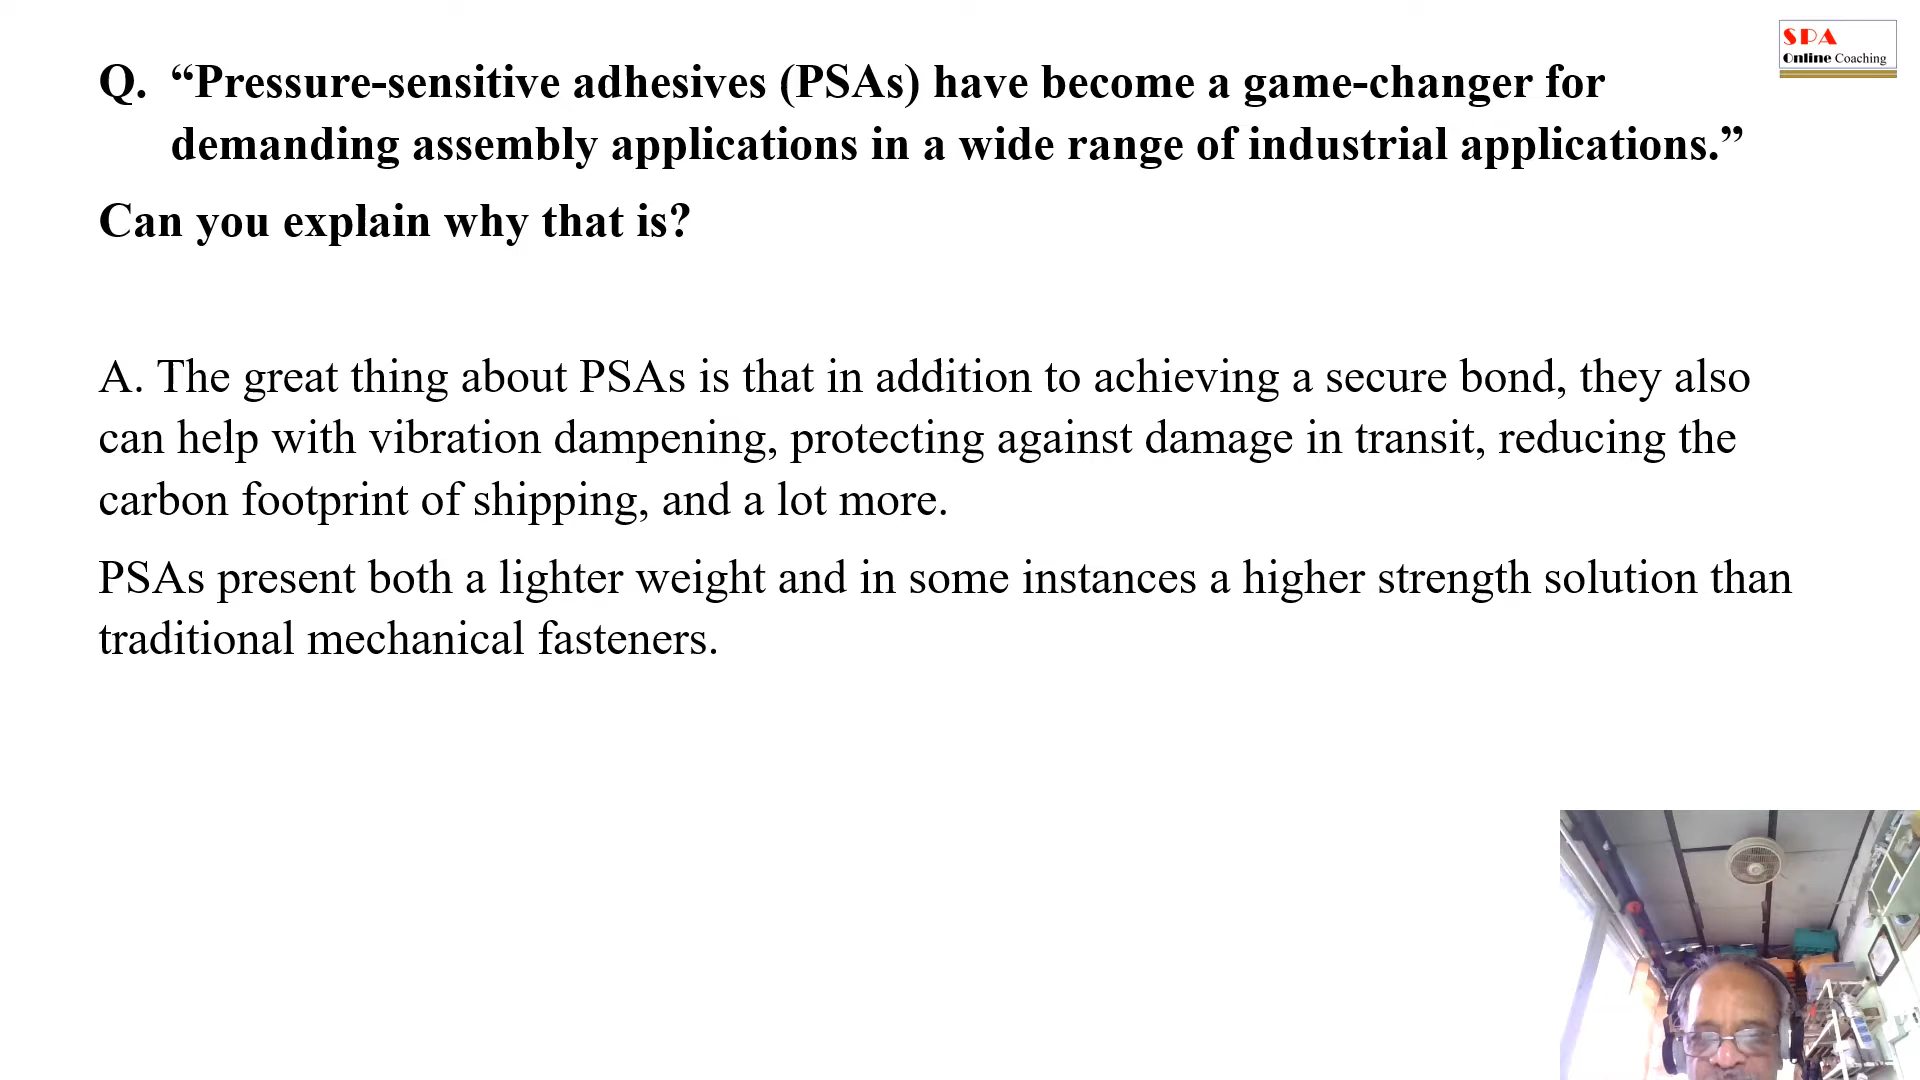 SPA
Online Coaching
Q. “Pressure-sensitive adhesives (PSAs) have become a game-changer for
demanding assembly applications in a wide range of industrial applications.”
Can you explain why that is?
A. The great thing about PSAs is that in addition to achieving a secure bond, they also
can help with vibration dampening, protecting against damage in transit, reducing the
carbon footprint of shipping, and a lot more.
PSAs present both a lighter weight and in some instances a higher strength solution than
traditional mechanical fasteners.